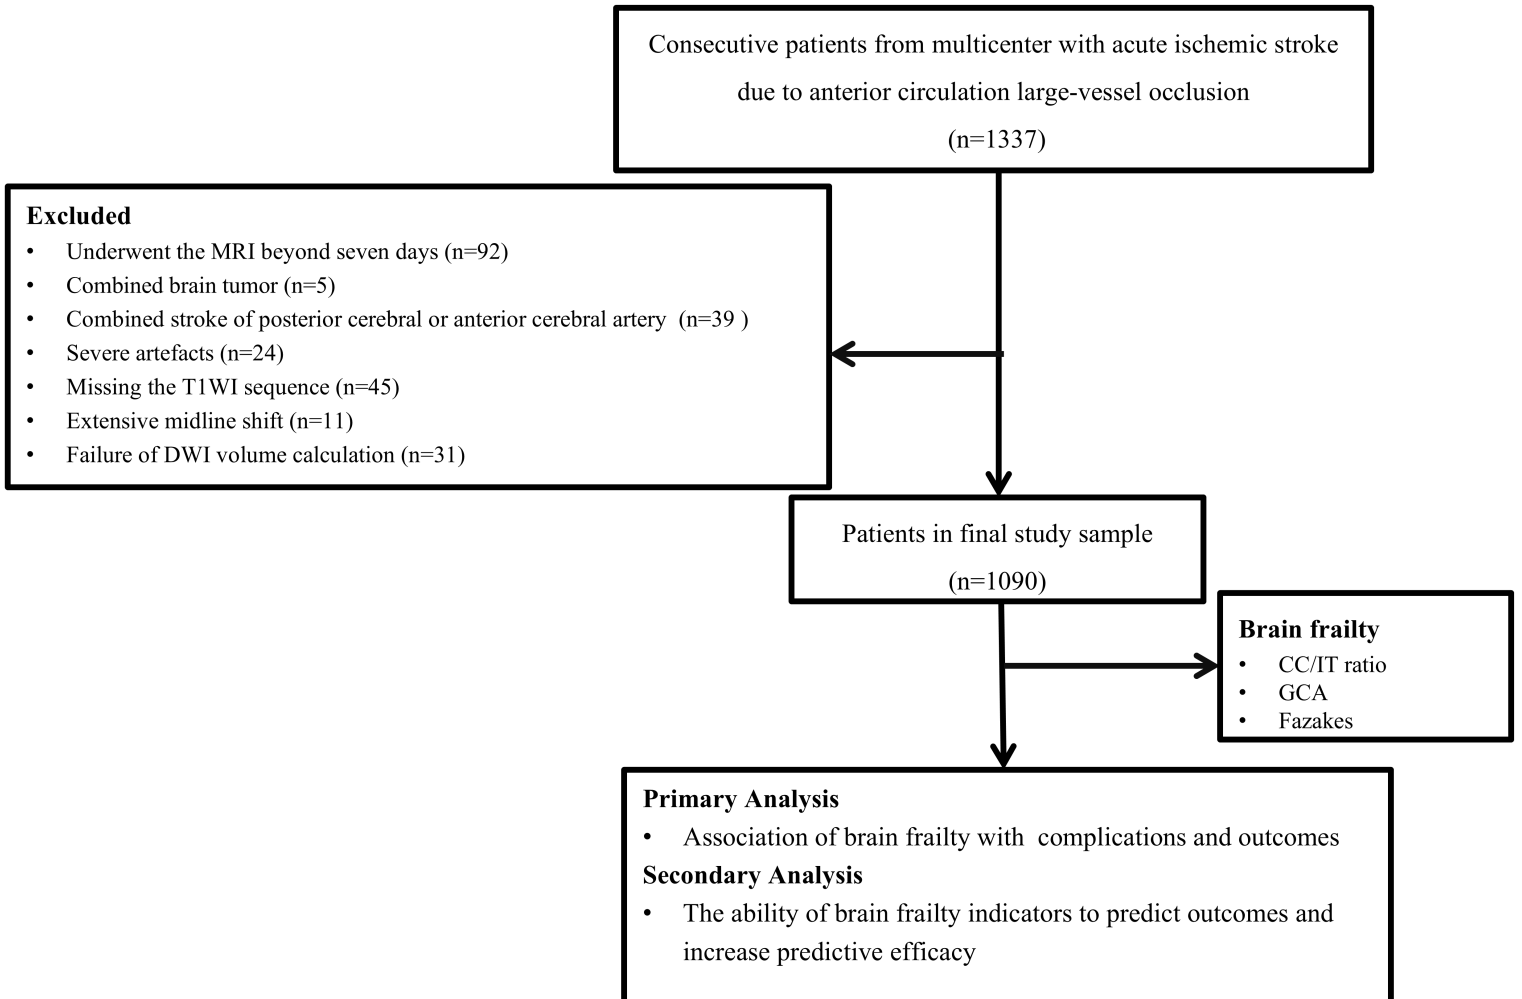 Consecutive patients from multicenter with acute ischemic stroke
due to anterior circulation large-vessel occlusion
(n=1337)
Excluded
• Underwent the MRI beyond seven days (n=92)
• Combined brain tumor (n=5)
• Combined stroke of posterior cerebral or anterior cerebral artery (n=39 )
• Severe artefacts (n=24)
• Missing the T1WI sequence (n=45)
• Extensive midline shift (n=11)
• Failure of DWI volume calculation (n=31)
Patients in final study sample
(n=1090)
Brain frailty
• CC/IT ratio
• GCA
• Fazakes
Primary Analysis
• Association of brain frailty with complications and outcomes
Secondary Analysis
• The ability of brain frailty indicators to predict outcomes and
increase predictive efficacy